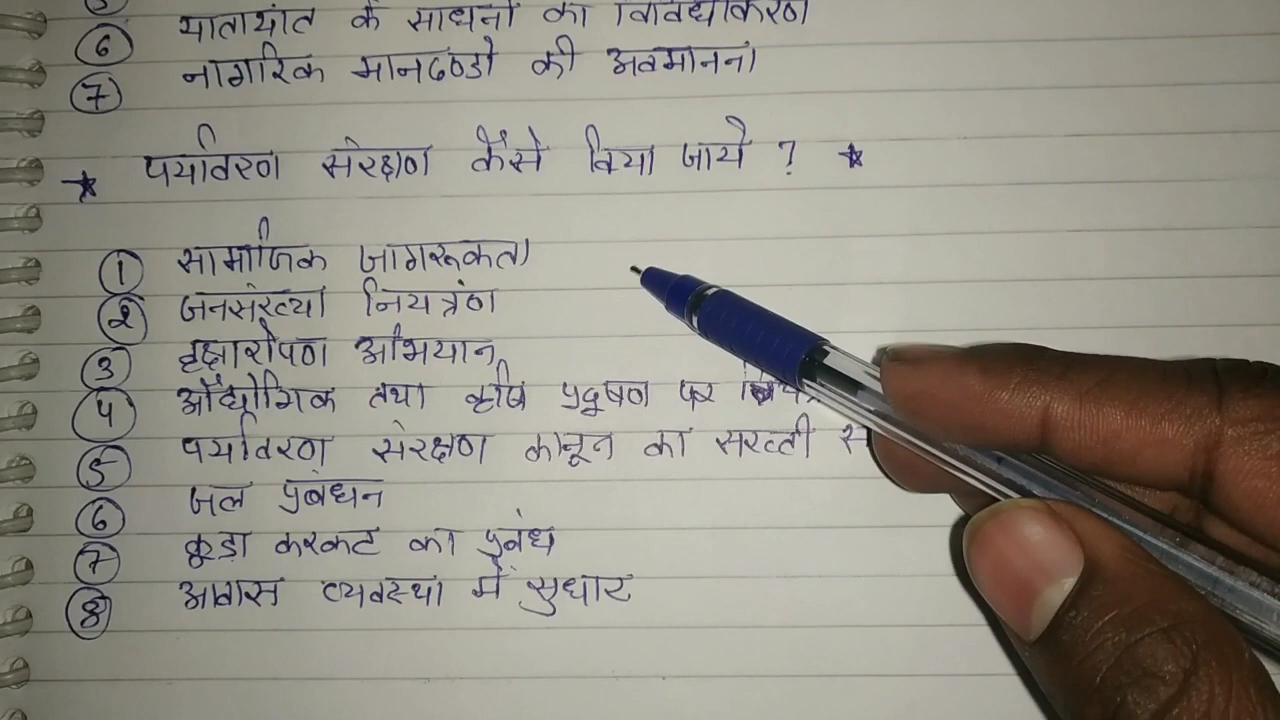 ⑥ यातायात के साधनों का विविधीकरण
⑦ नागरिक मानदण्डो की अवमानना
★ पर्यावरण संरक्षण कैसे किया जाये ? ★
① सामाजिक जागरूकता
② जनसंख्या नियत्रंण
③ वृक्षारोपण अभियान
④ औद्योगिक तथा कृषि प्रदूषण पर
⑤ पर्यावरण संरक्षण कानून का सख्ती
⑥ जल प्रबंधन
⑦ कूड़ा करकट का प्रबंध
⑧ आवास व्यवस्था में सुधार